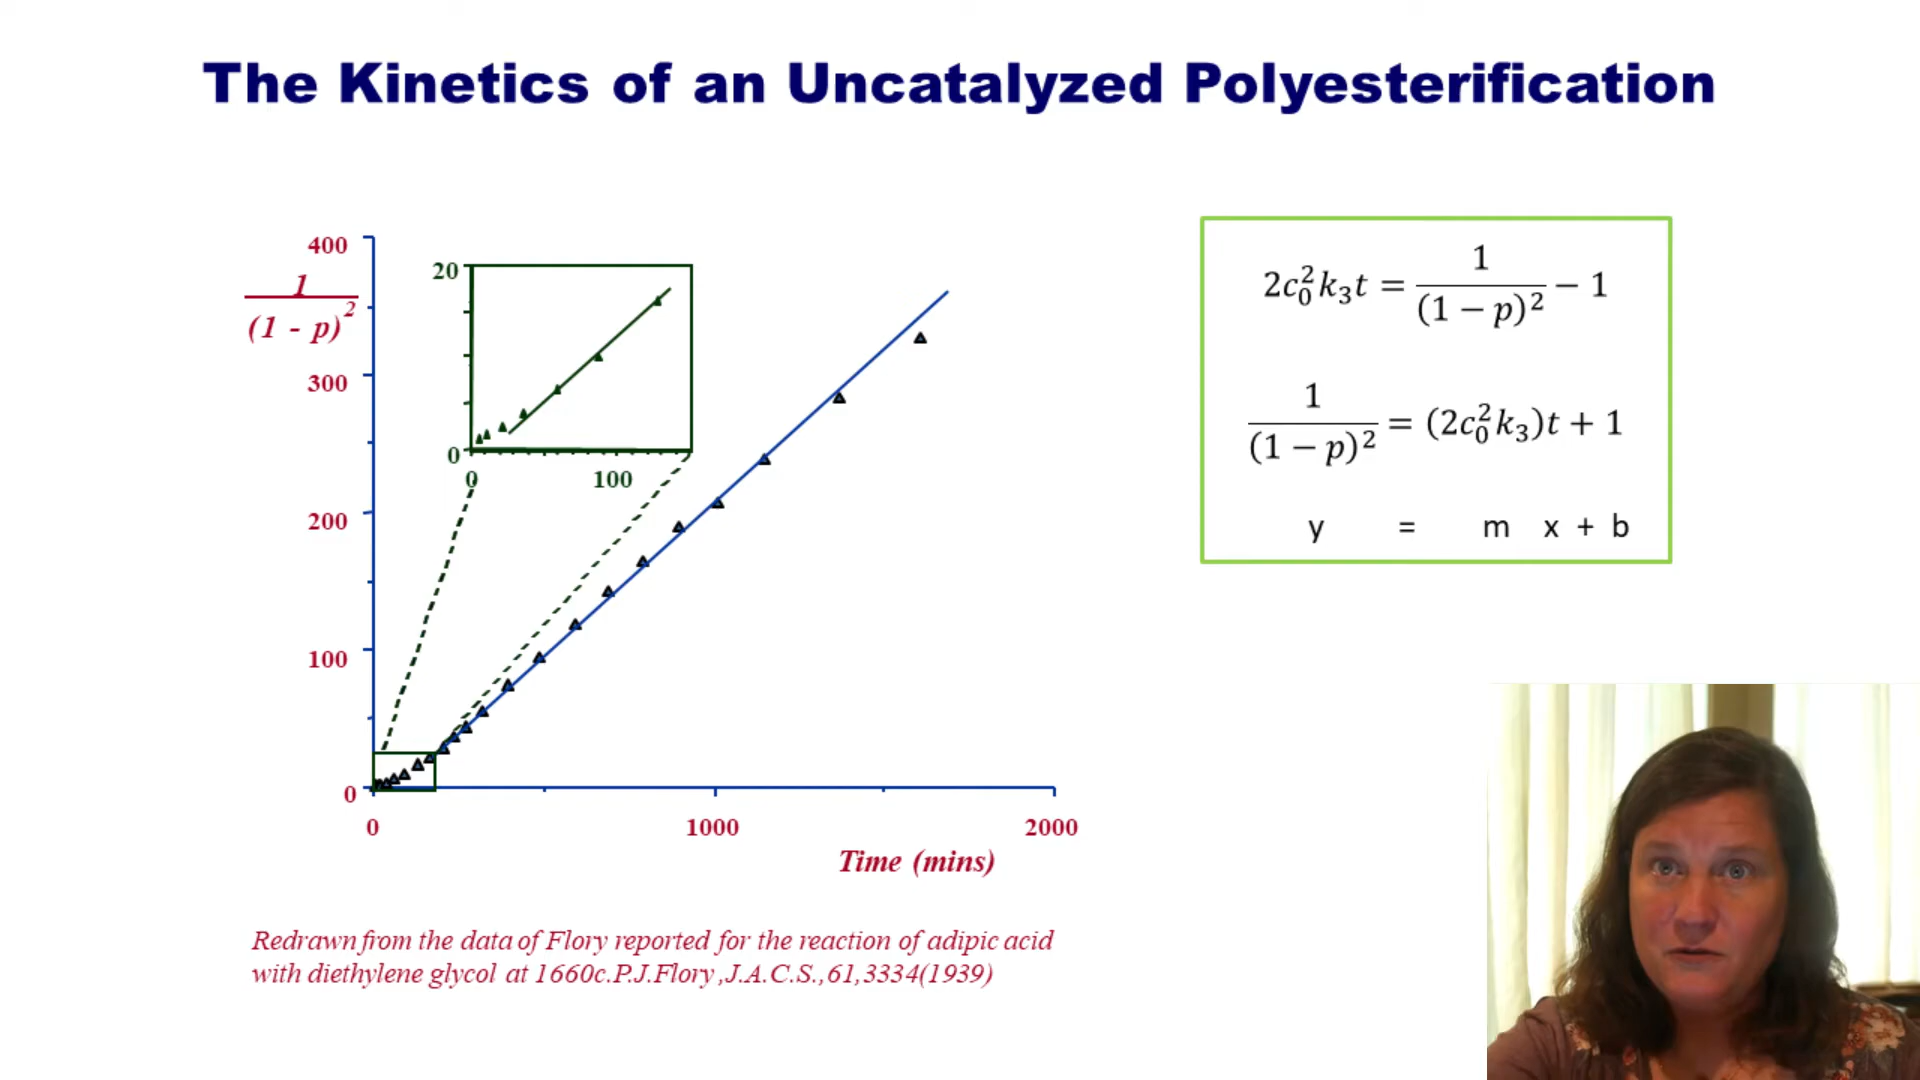 The Kinetics of an Uncatalyzed Polyesterification
400
1
(1 - p)²
300
200
100
0
0
1000
2000
Time (mins)
20
0
0
100
2c₀²k₃t = 1/(1 − p)² − 1
1/(1 − p)² = (2c₀²k₃)t + 1
y = m x + b
Redrawn from the data of Flory reported for the reaction of adipic acid
with diethylene glycol at 1660c.P.J.Flory,J.A.C.S.,61,3334(1939)